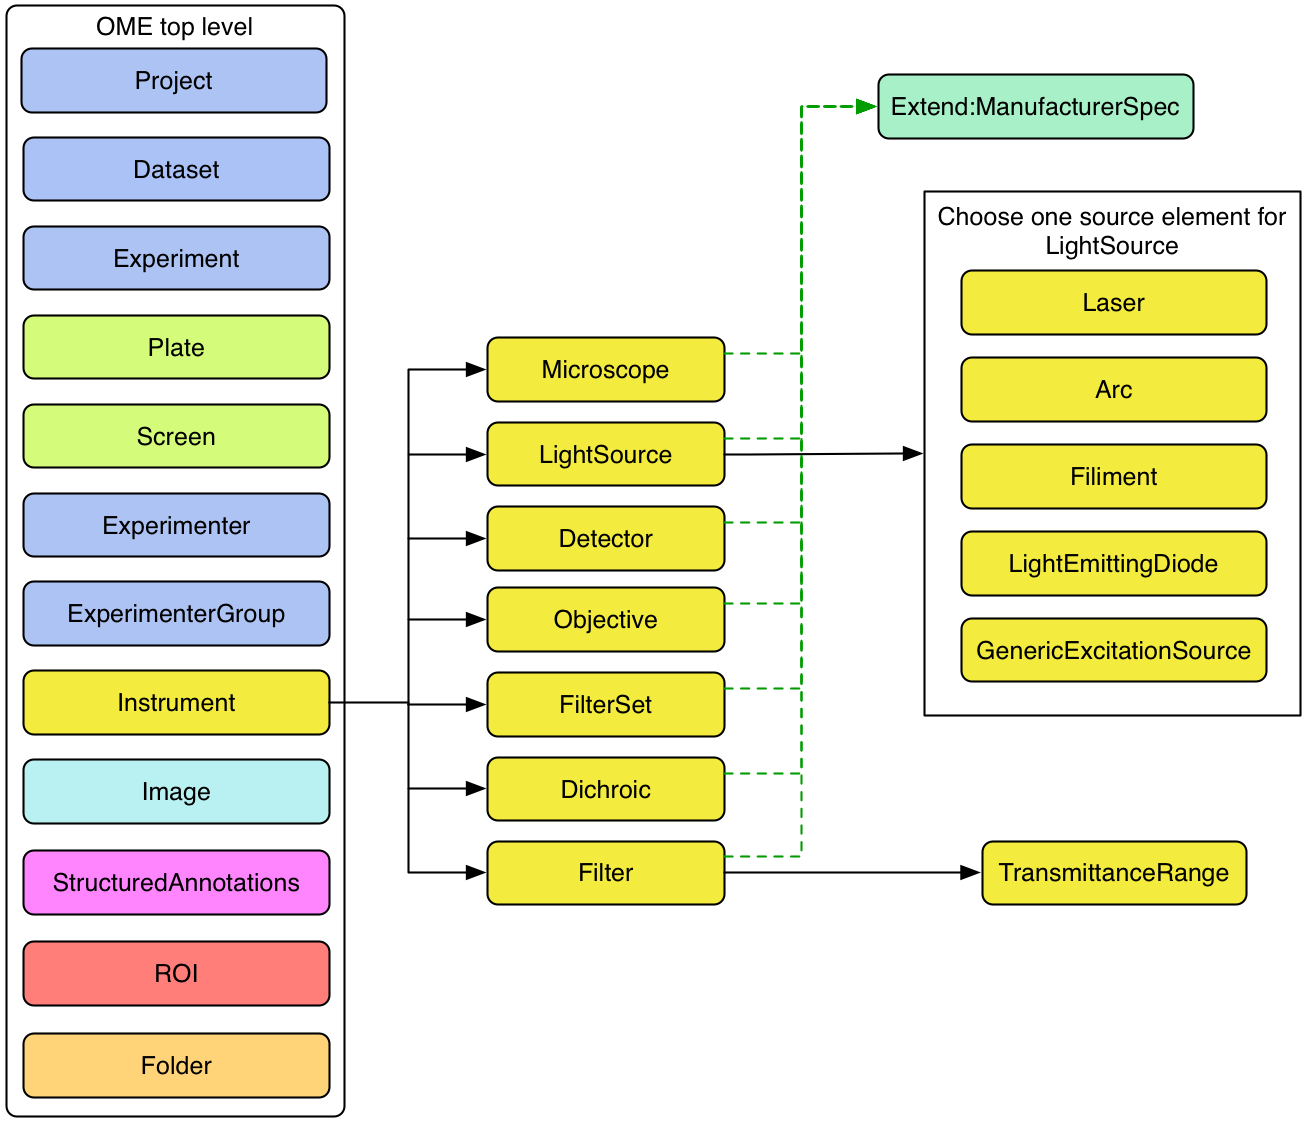 OME top level
Project
Dataset
Experiment
Plate
Screen
Experimenter
ExperimenterGroup
Instrument
Image
StructuredAnnotations
ROI
Folder
Microscope
LightSource
Detector
Objective
FilterSet
Dichroic
Filter
Extend:ManufacturerSpec
Choose one source element for
LightSource
Laser
Arc
Filiment
LightEmittingDiode
GenericExcitationSource
TransmittanceRange